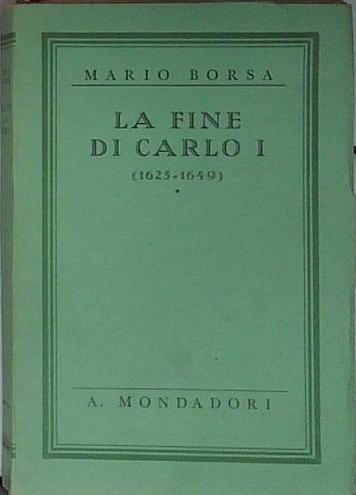 MARIO BORSA
LA FINE
DI CARLO I
(1625-1649)
A. MONDADORI